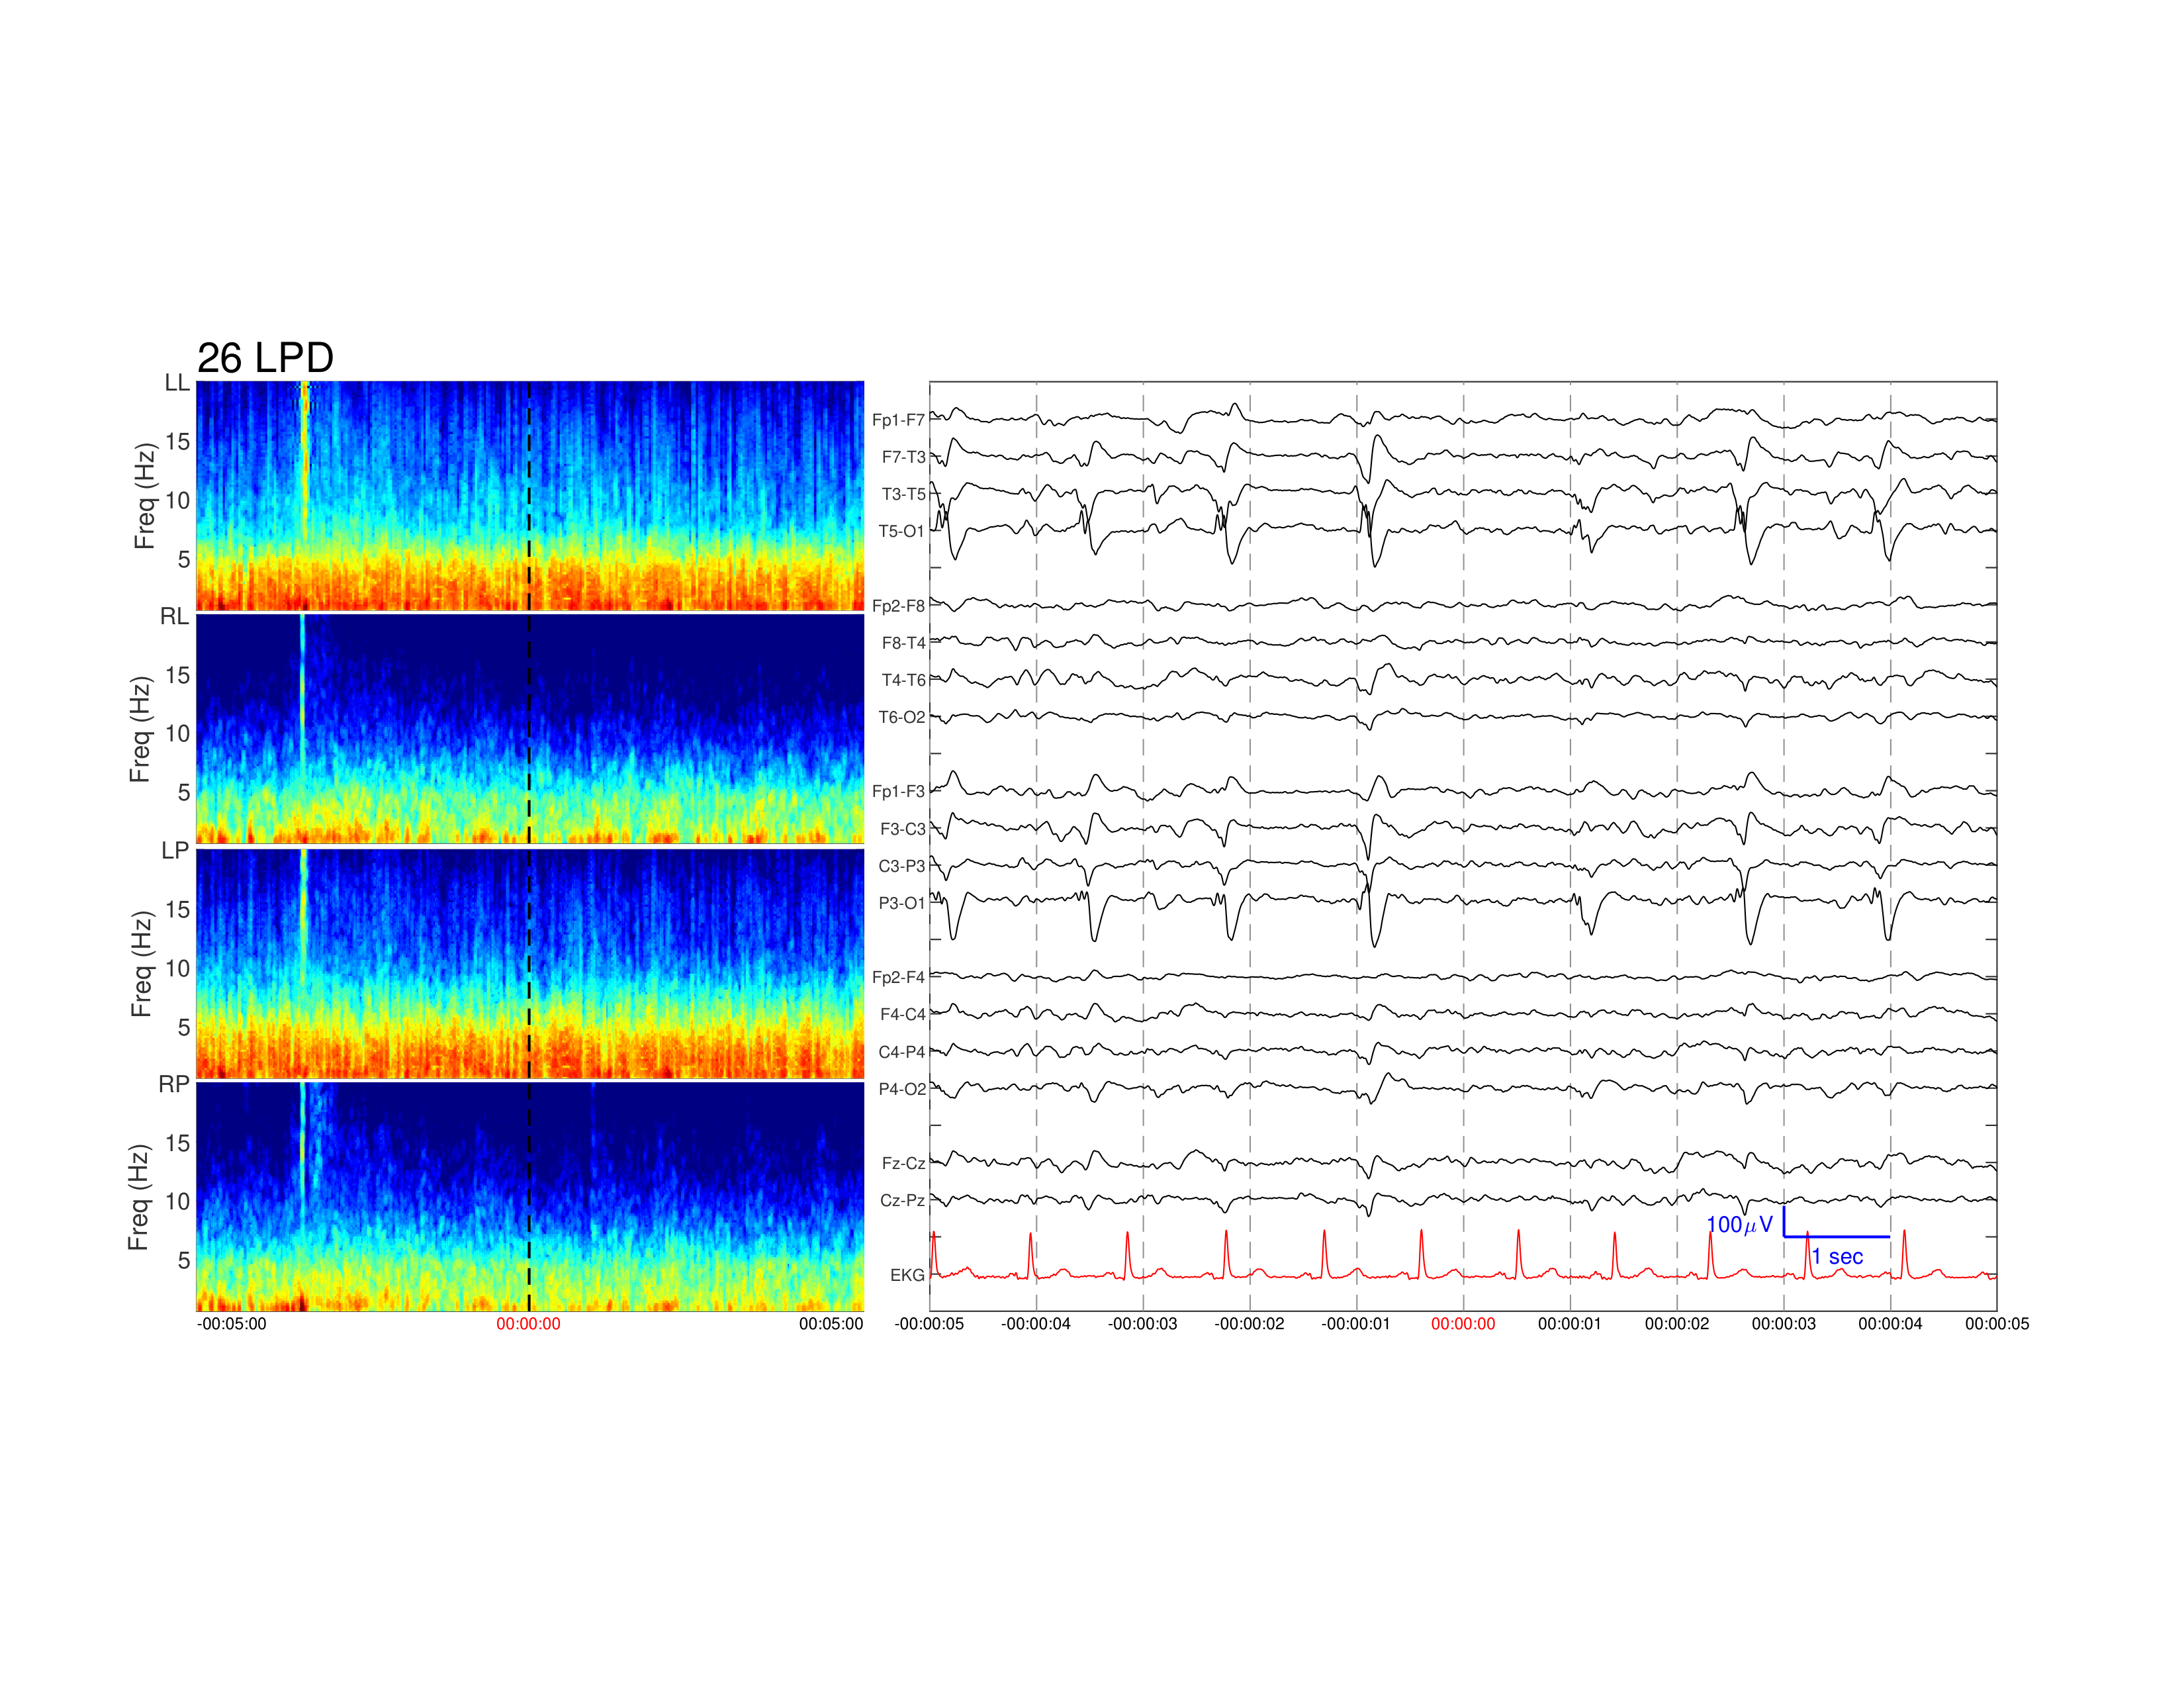 26 LPD
LL
Freq (Hz)
15
10
5
RL
Freq (Hz)
15
10
5
LP
Freq (Hz)
15
10
5
RP
Freq (Hz)
15
10
5
-00:05:00
00:00:00
00:05:00
Fp1-F7
F7-T3
T3-T5
T5-O1
Fp2-F8
F8-T4
T4-T6
T6-O2
Fp1-F3
F3-C3
C3-P3
P3-O1
Fp2-F4
F4-C4
C4-P4
P4-O2
Fz-Cz
Cz-Pz
EKG
100μV
1 sec
-00:00:05
-00:00:04
-00:00:03
-00:00:02
-00:00:01
00:00:00
00:00:01
00:00:02
00:00:03
00:00:04
00:00:05